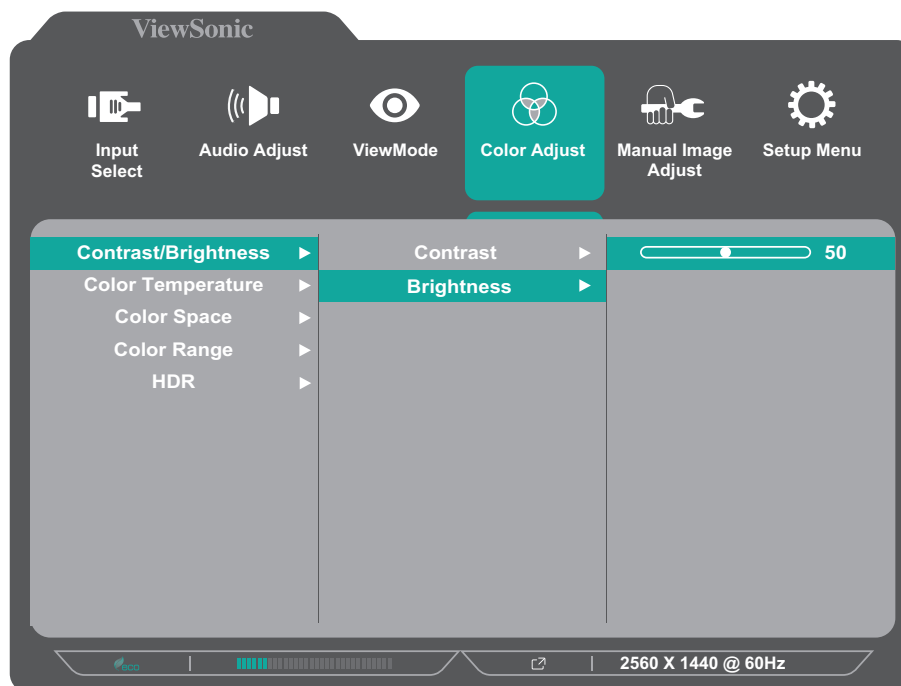 ViewSonic
Input
Select
Audio Adjust
ViewMode
Color Adjust
Manual Image
Adjust
Setup Menu
Contrast/Brightness
Contrast
50
Color Temperature
Brightness
Color Space
Color Range
HDR
eco
2560 X 1440 @ 60Hz